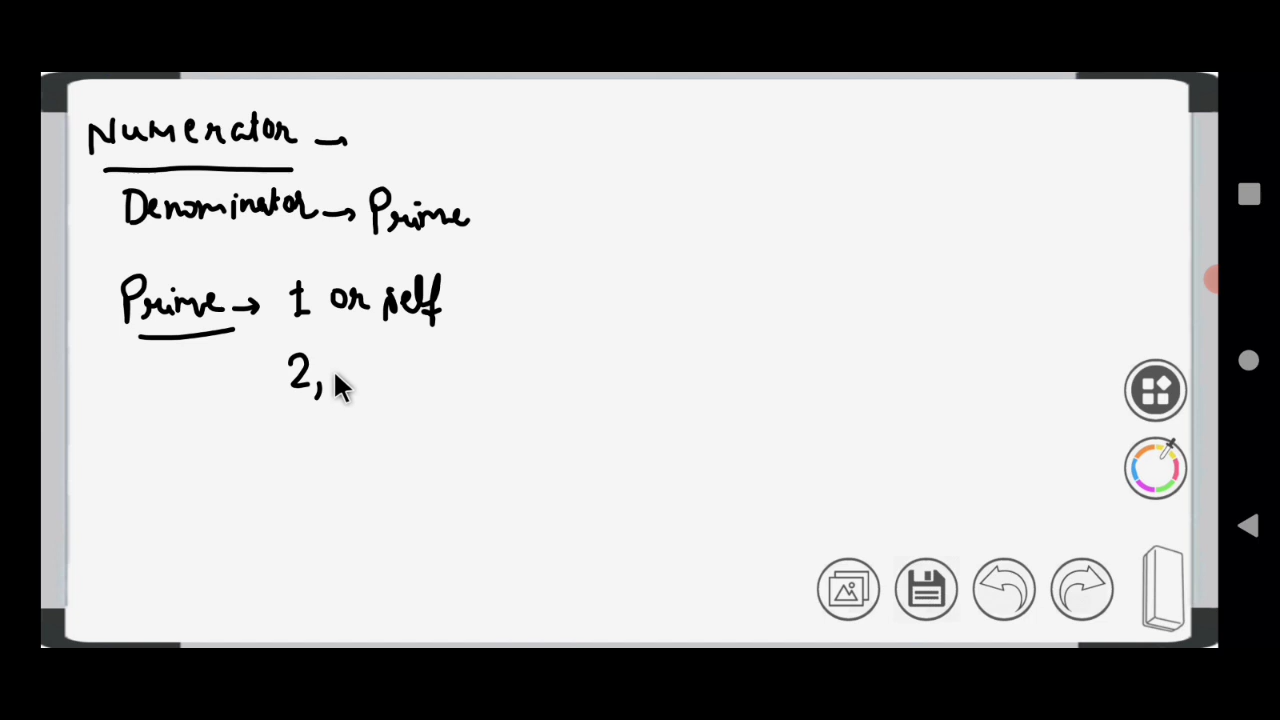 Numerator →
Denominator → Prime
Prime → 1 or self
2,